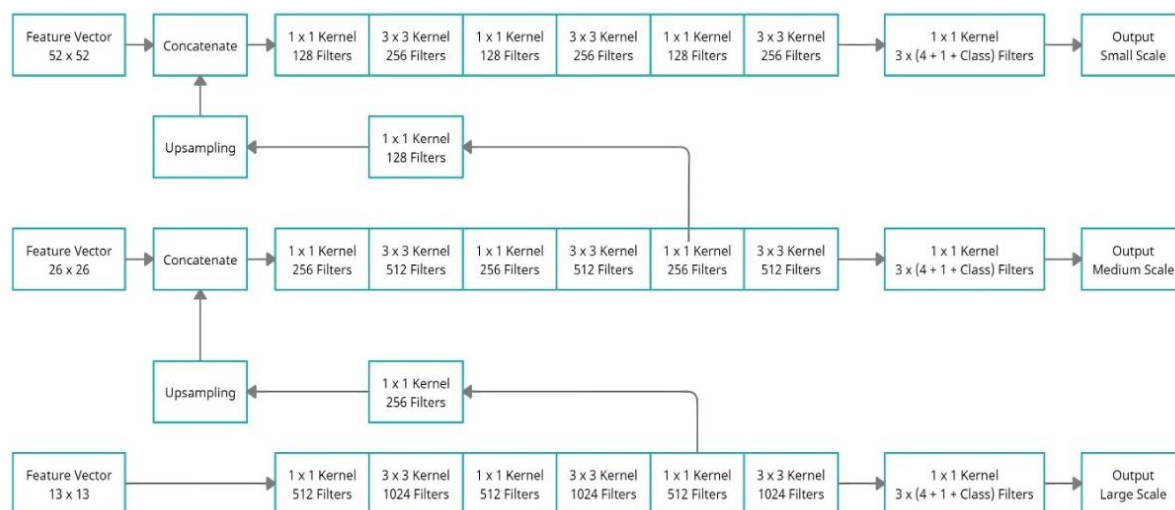 Feature Vector
52 x 52
Concatenate
1 x 1 Kernel
128 Filters
3 x 3 Kernel
256 Filters
1 x 1 Kernel
128 Filters
3 x 3 Kernel
256 Filters
1 x 1 Kernel
128 Filters
3 x 3 Kernel
256 Filters
1 x 1 Kernel
3 x (4 + 1 + Class) Filters
Output
Small Scale
Upsampling
1 x 1 Kernel
128 Filters
Feature Vector
26 x 26
Concatenate
1 x 1 Kernel
256 Filters
3 x 3 Kernel
512 Filters
1 x 1 Kernel
256 Filters
3 x 3 Kernel
512 Filters
1 x 1 Kernel
256 Filters
3 x 3 Kernel
512 Filters
1 x 1 Kernel
3 x (4 + 1 + Class) Filters
Output
Medium Scale
Upsampling
1 x 1 Kernel
256 Filters
Feature Vector
13 x 13
1 x 1 Kernel
512 Filters
3 x 3 Kernel
1024 Filters
1 x 1 Kernel
512 Filters
3 x 3 Kernel
1024 Filters
1 x 1 Kernel
512 Filters
3 x 3 Kernel
1024 Filters
1 x 1 Kernel
3 x (4 + 1 + Class) Filters
Output
Large Scale